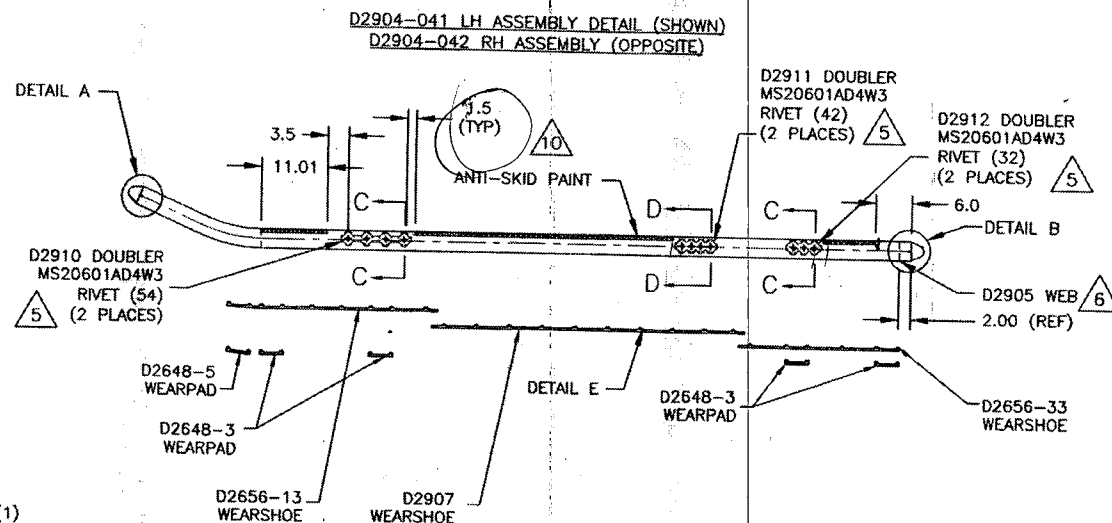 D2904-041 LH ASSEMBLY DETAIL (SHOWN)
D2904-042 RH ASSEMBLY (OPPOSITE)
DETAIL A
3.5
11.01
1.5
(TYP)
10
ANTI-SKID PAINT
D2911 DOUBLER
MS20601AD4W3
RIVET (42)
(2 PLACES)
5
D2912 DOUBLER
MS20601AD4W3
RIVET (32)
(2 PLACES)
5
6.0
DETAIL B
C
D
C
C
D
C
D2910 DOUBLER
MS20601AD4W3
RIVET (54)
(2 PLACES)
5
D2905 WEB
6
2.00 (REF)
D2648-5
WEARPAD
D2648-3
WEARPAD
DETAIL E
D2648-3
WEARPAD
D2656-33
WEARSHOE
D2656-13
WEARSHOE
D2907
WEARSHOE
(1)